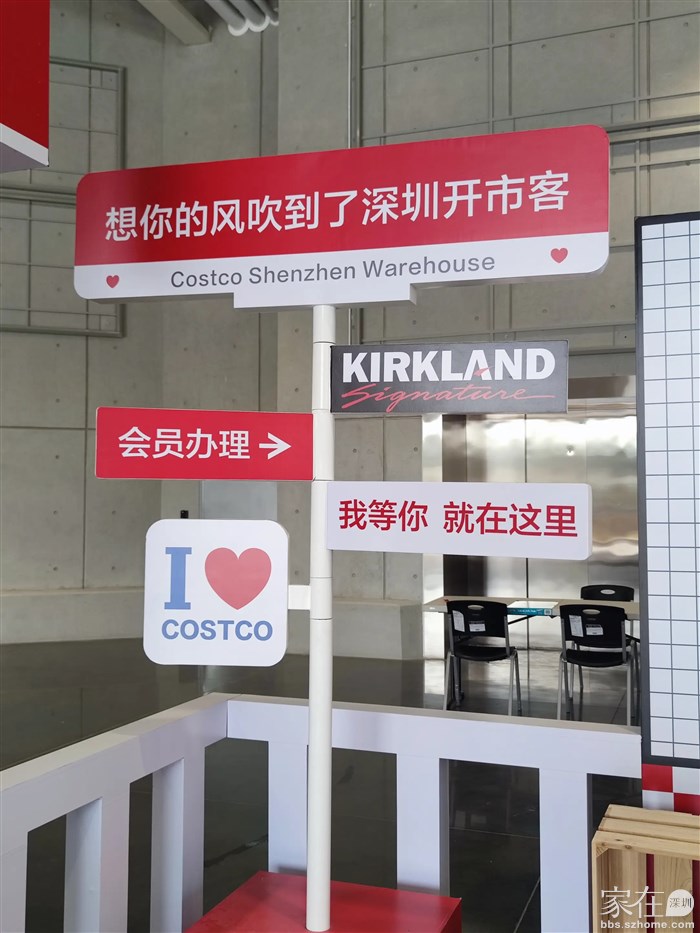 想你的风吹到了深圳开市客
Costco Shenzhen Warehouse
KIRKLAND
Signature
会员办理→
我等你 就在这里
I ❤
COSTCO
家在深圳
bbs.szhome.com